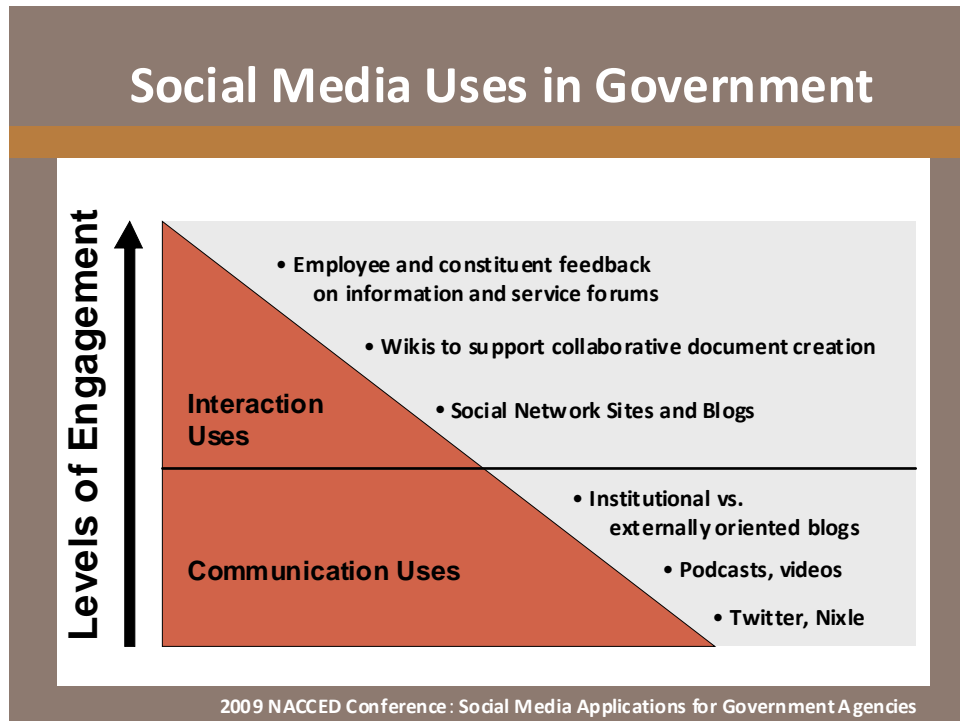 Social Media Uses in Government
Levels of Engagement
• Employee and constituent feedback
on information and service forums
• Wikis to support collaborative document creation
Interaction
Uses
• Social Network Sites and Blogs
• Institutional vs.
externally oriented blogs
Communication Uses
• Podcasts, videos
• Twitter, Nixle
2009 NACCED Conference: Social Media Applications for Government Agencies